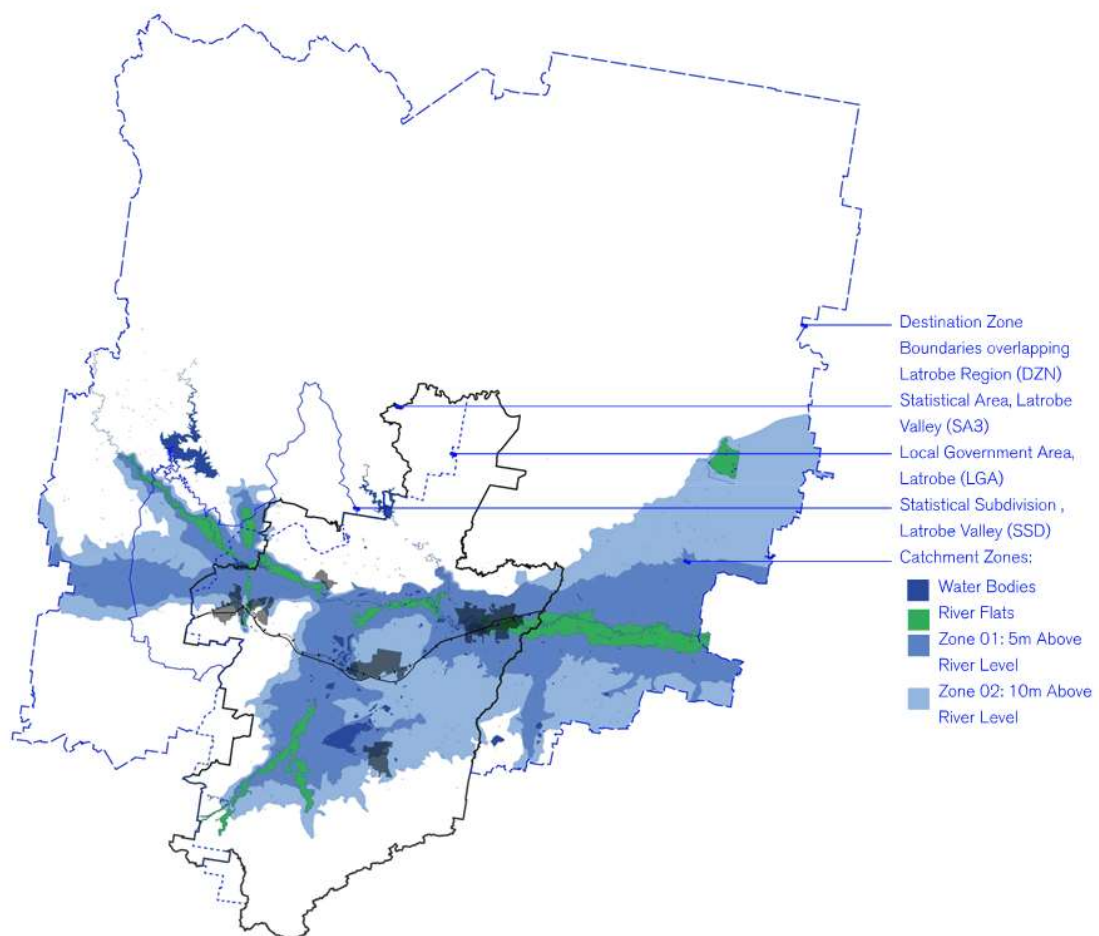 Destination Zone
Boundaries overlapping
Latrobe Region (DZN)
Statistical Area, Latrobe
Valley (SA3)
Local Government Area,
Latrobe (LGA)
Statistical Subdivision ,
Latrobe Valley (SSD)
Catchment Zones:
Water Bodies
River Flats
Zone 01: 5m Above
River Level
Zone 02: 10m Above
River Level